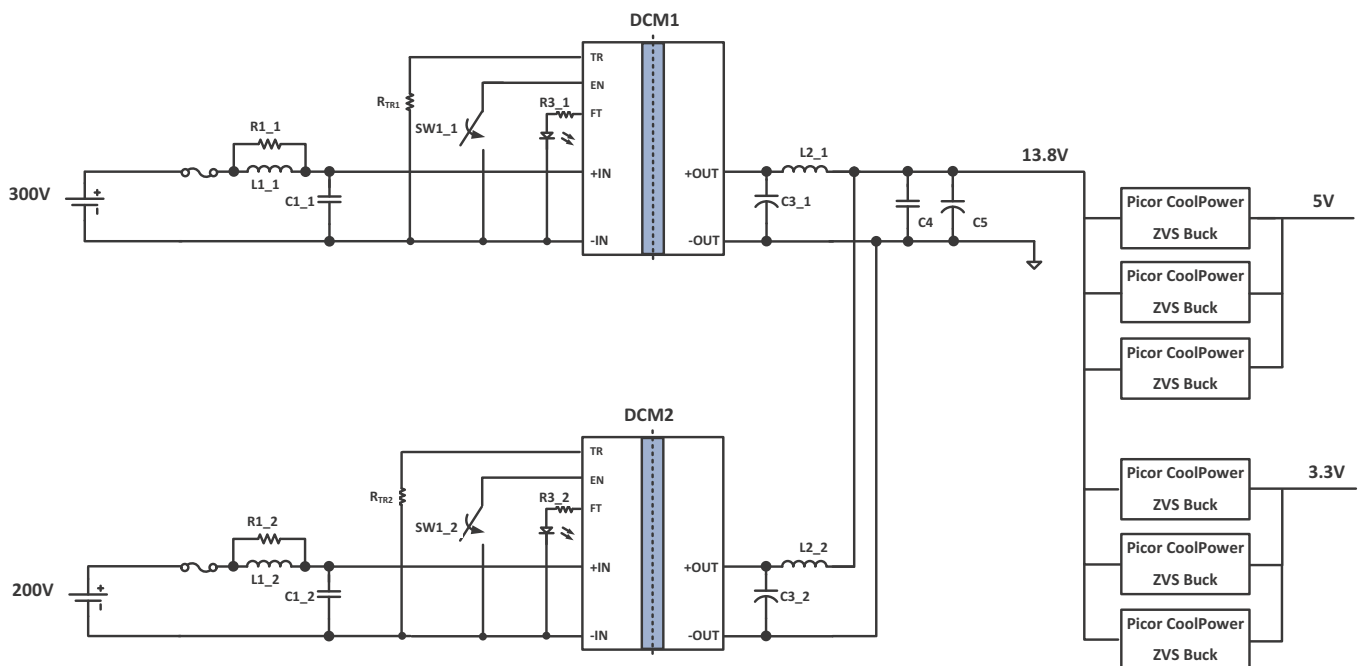 DCM1
TR
EN
R3_1
FT
RTR1
SW1_1
R1_1
L1_1
C1_1
300V
+
+IN
-IN
+OUT
-OUT
L2_1
C3_1
C4
C5
13.8V
Picor CoolPower
ZVS Buck
5V
Picor CoolPower
ZVS Buck
Picor CoolPower
ZVS Buck
DCM2
TR
EN
R3_2
FT
RTR2
SW1_2
R1_2
L1_2
C1_2
200V
+
+IN
-IN
+OUT
-OUT
L2_2
C3_2
Picor CoolPower
ZVS Buck
3.3V
Picor CoolPower
ZVS Buck
Picor CoolPower
ZVS Buck